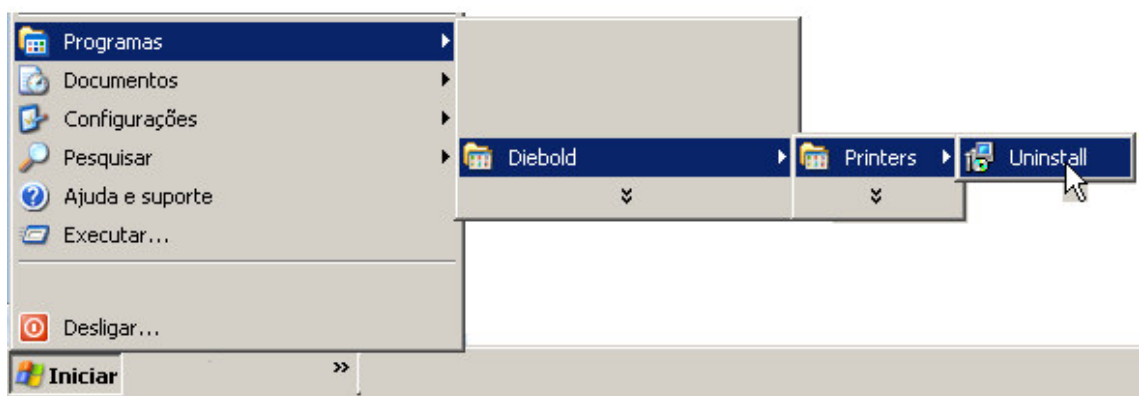 Programas
Documentos
Configurações
Pesquisar
Diebold
Printers
Uninstall
Ajuda e suporte
Executar...
Desligar...
Iniciar